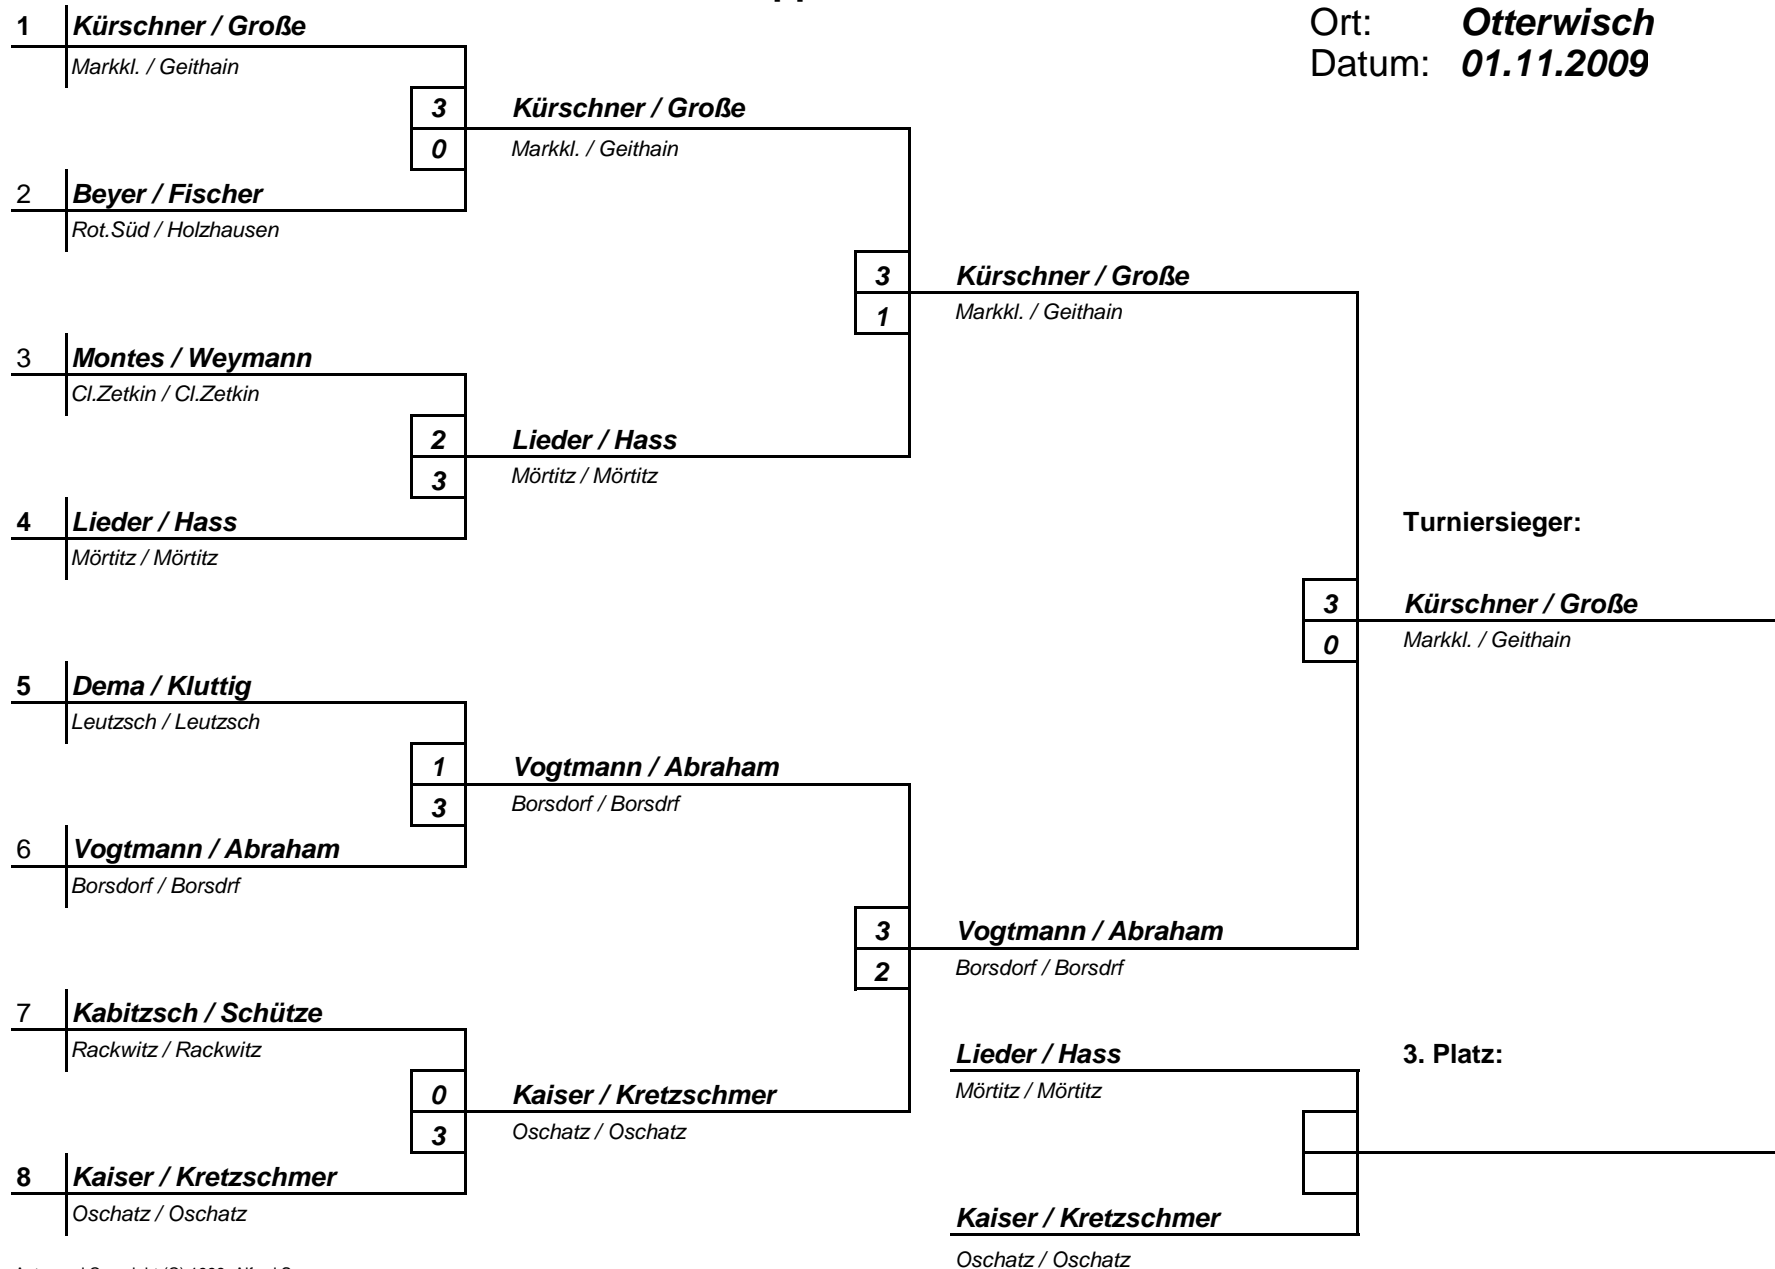 Ort: Otterwisch
Datum: 01.11.2009
1 Kürschner / Große
Markkl. / Geithain
3 Kürschner / Große
0 Markkl. / Geithain
2 Beyer / Fischer
Rot.Süd / Holzhausen
3 Kürschner / Große
1 Markkl. / Geithain
3 Montes / Weymann
Cl.Zetkin / Cl.Zetkin
2 Lieder / Hass
3 Mörtitz / Mörtitz
4 Lieder / Hass
Mörtitz / Mörtitz
Turniersieger:
3 Kürschner / Große
0 Markkl. / Geithain
5 Dema / Kluttig
Leutzsch / Leutzsch
1 Vogtmann / Abraham
3 Borsdorf / Borsdrf
6 Vogtmann / Abraham
Borsdorf / Borsdrf
3 Vogtmann / Abraham
2 Borsdorf / Borsdrf
7 Kabitzsch / Schütze
Rackwitz / Rackwitz
Lieder / Hass
Mörtitz / Mörtitz
3. Platz:
0 Kaiser / Kretzschmer
3 Oschatz / Oschatz
8 Kaiser / Kretzschmer
Oschatz / Oschatz
Kaiser / Kretzschmer
Oschatz / Oschatz